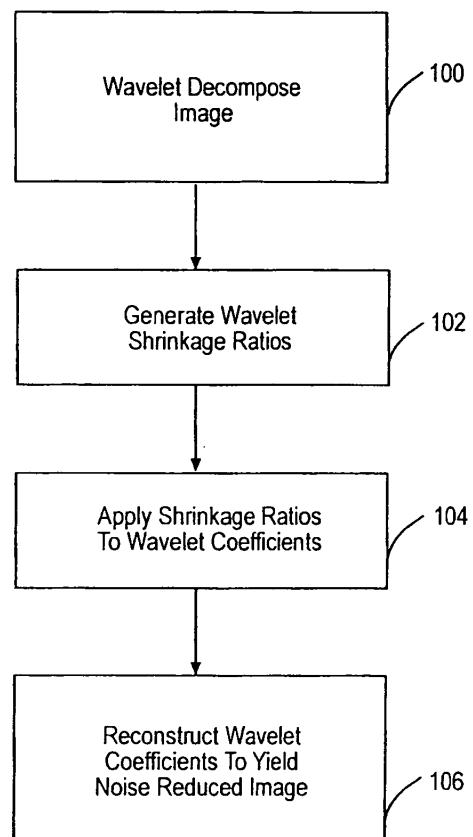 Wavelet Decompose
Image
100
Generate Wavelet
Shrinkage Ratios
102
Apply Shrinkage Ratios
To Wavelet Coefficients
104
Reconstruct Wavelet
Coefficients To Yield
Noise Reduced Image
106